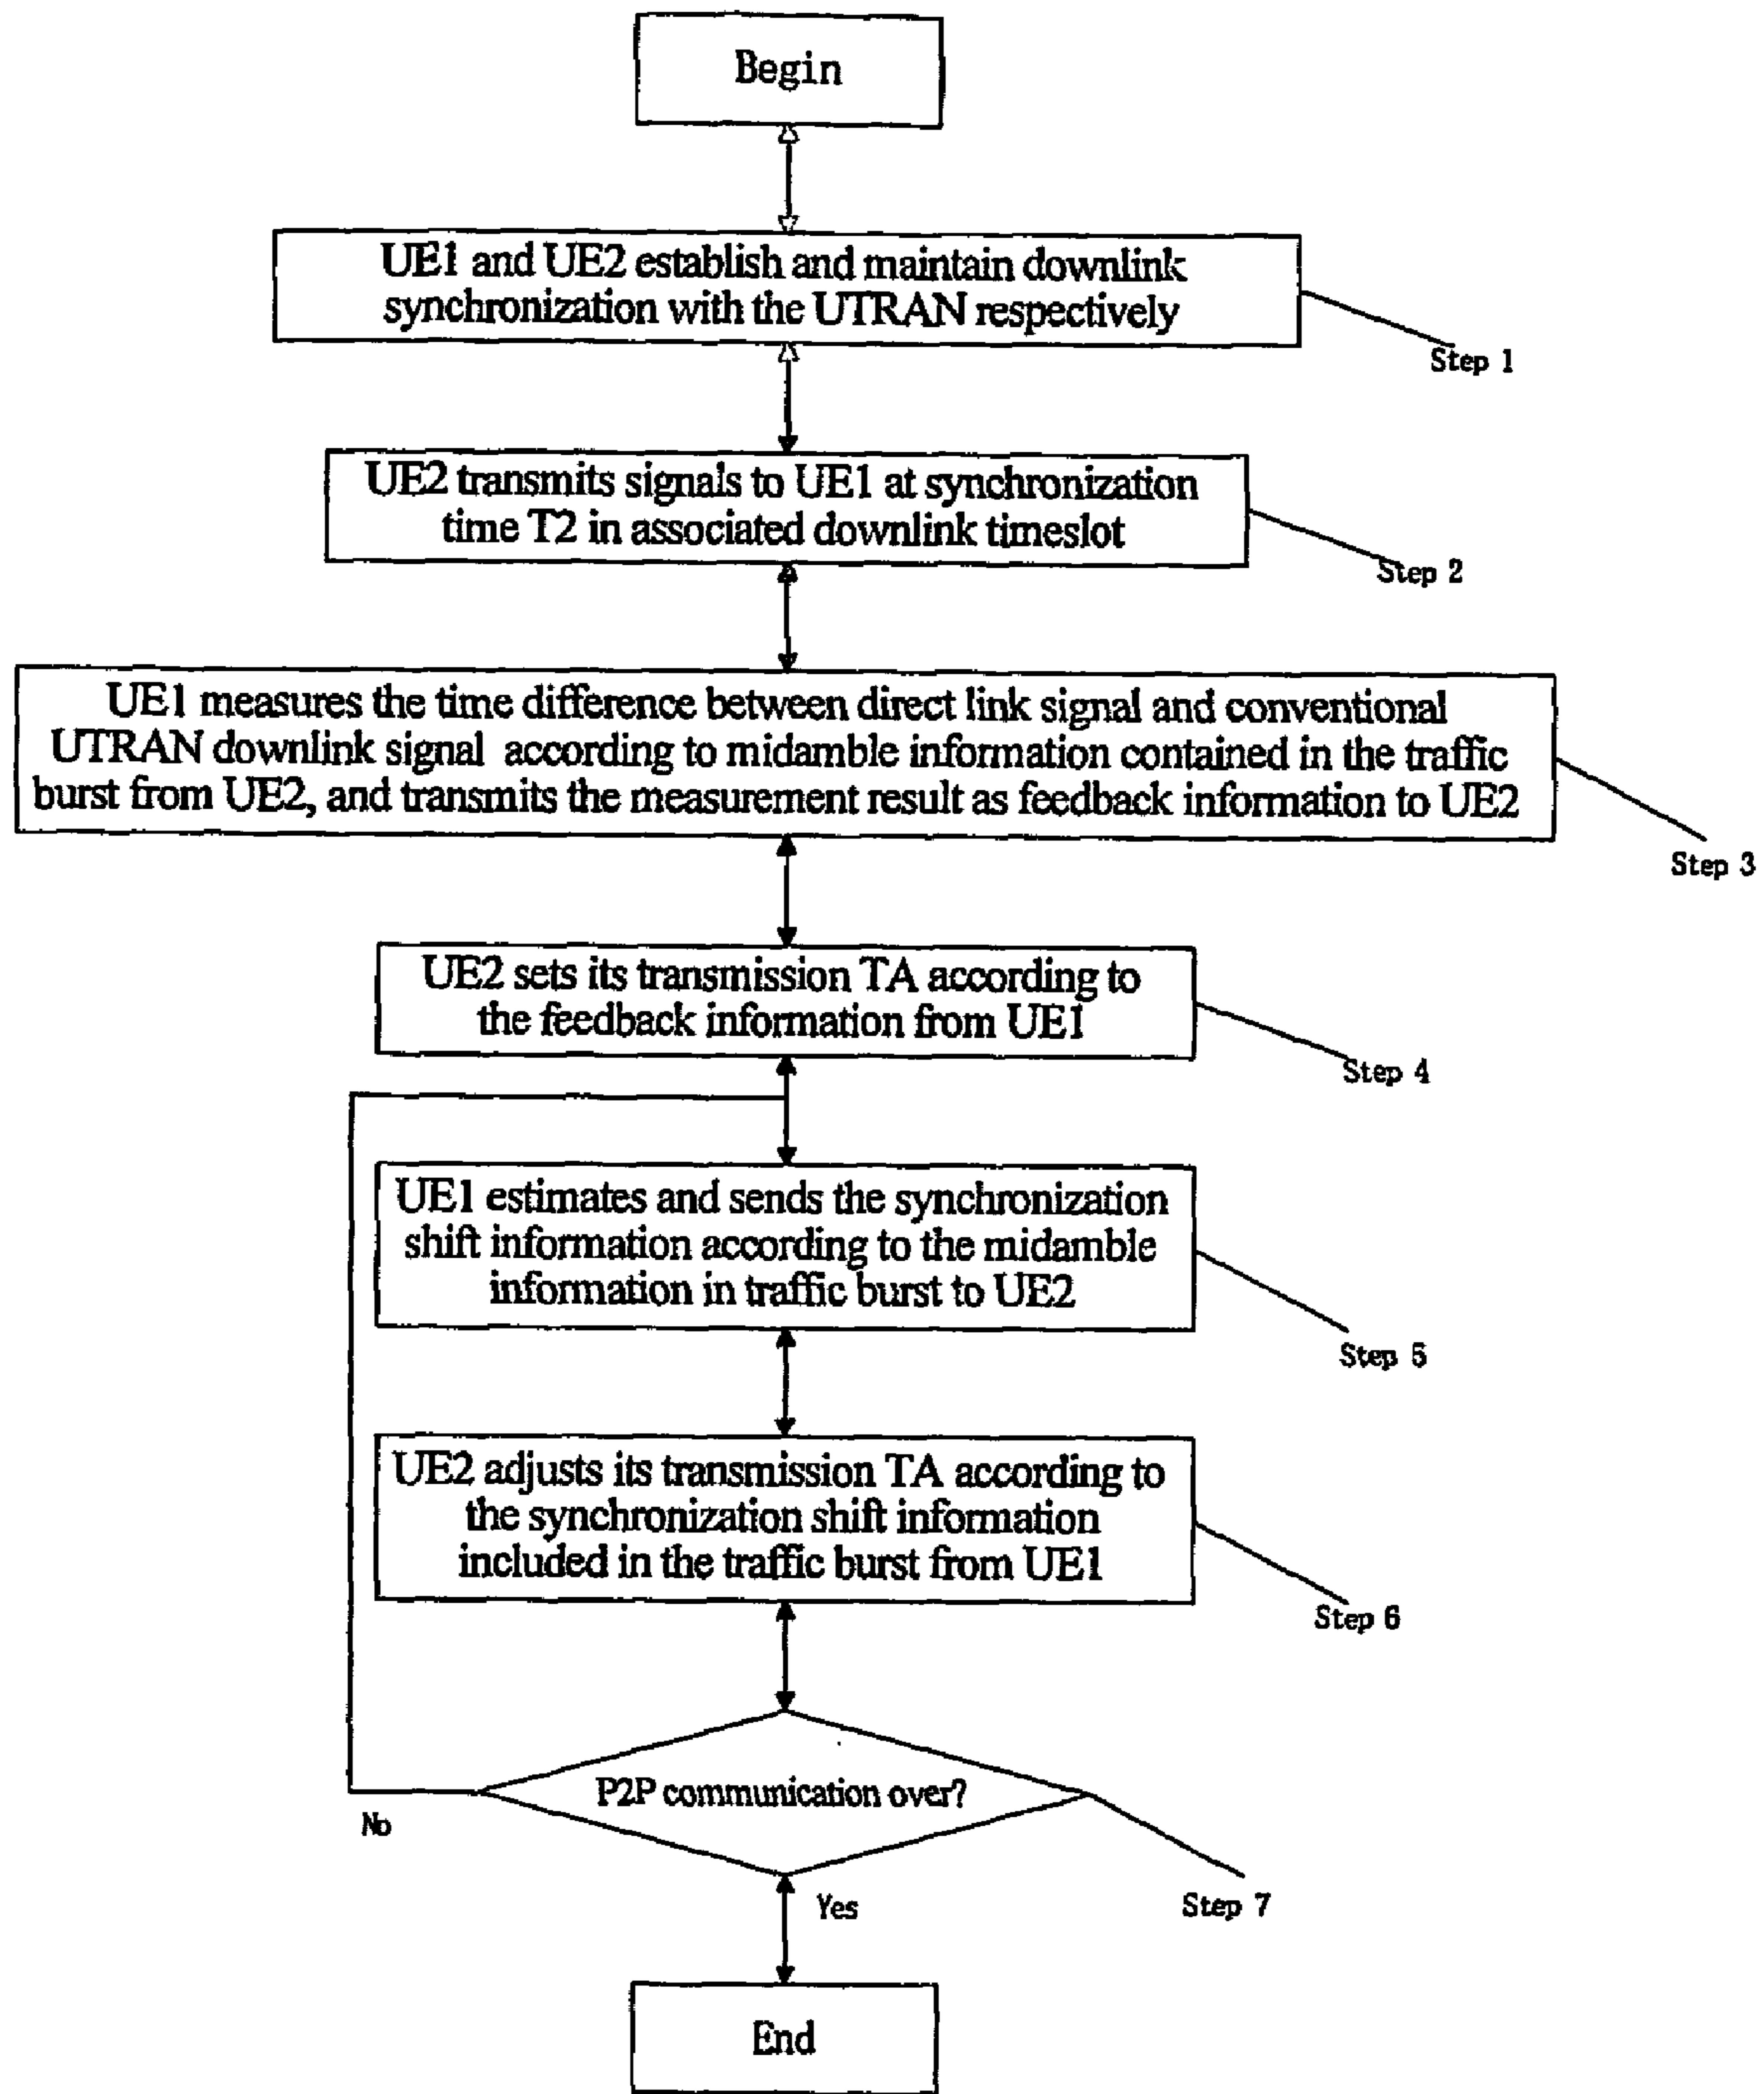 Begin
UE1 and UE2 establish and maintain downlink
synchronization with the UTRAN respectively
Step 1
UE2 transmits signals to UE1 at synchronization
time T2 in associated downlink timeslot
Step 2
UE1 measures the time difference between direct link signal and conventional
UTRAN downlink signal according to midamble information contained in the traffic
burst from UE2, and transmits the measurement result as feedback information to UE2
Step 3
UE2 sets its transmission TA according to
the feedback information from UE1
Step 4
UE1 estimates and sends the synchronization
shift information according to the midamble
information in traffic burst to UE2
Step 5
UE2 adjusts its transmission TA according to
the synchronization shift information
included in the traffic burst from UE1
Step 6
P2P communication over?
No
Step 7
Yes
End